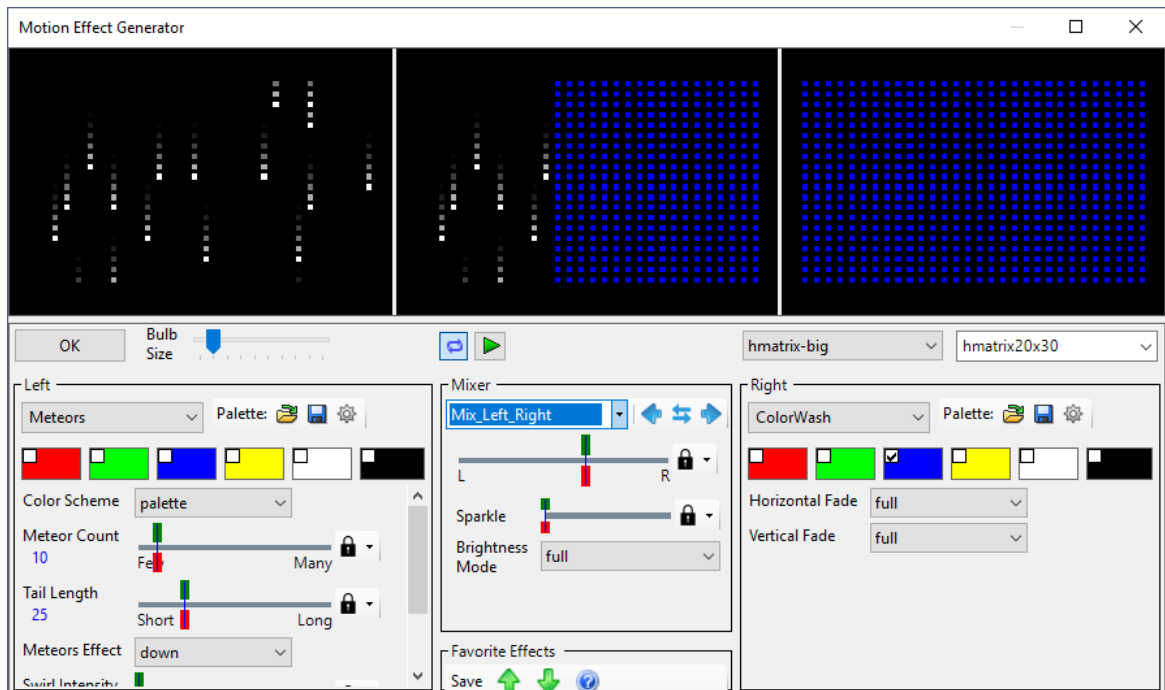 Motion Effect Generator
OK
Bulb Size
hmatrix-big
hmatrix20x30
Left
Meteors
Palette:
Color Scheme
palette
Meteor Count
10
Few
Many
Tail Length
25
Short
Long
Meteors Effect
down
Swirl Intensity
Mixer
Mix_Left_Right
L
R
Sparkle
Brightness Mode
full
Favorite Effects
Save
Right
ColorWash
Palette:
Horizontal Fade
full
Vertical Fade
full